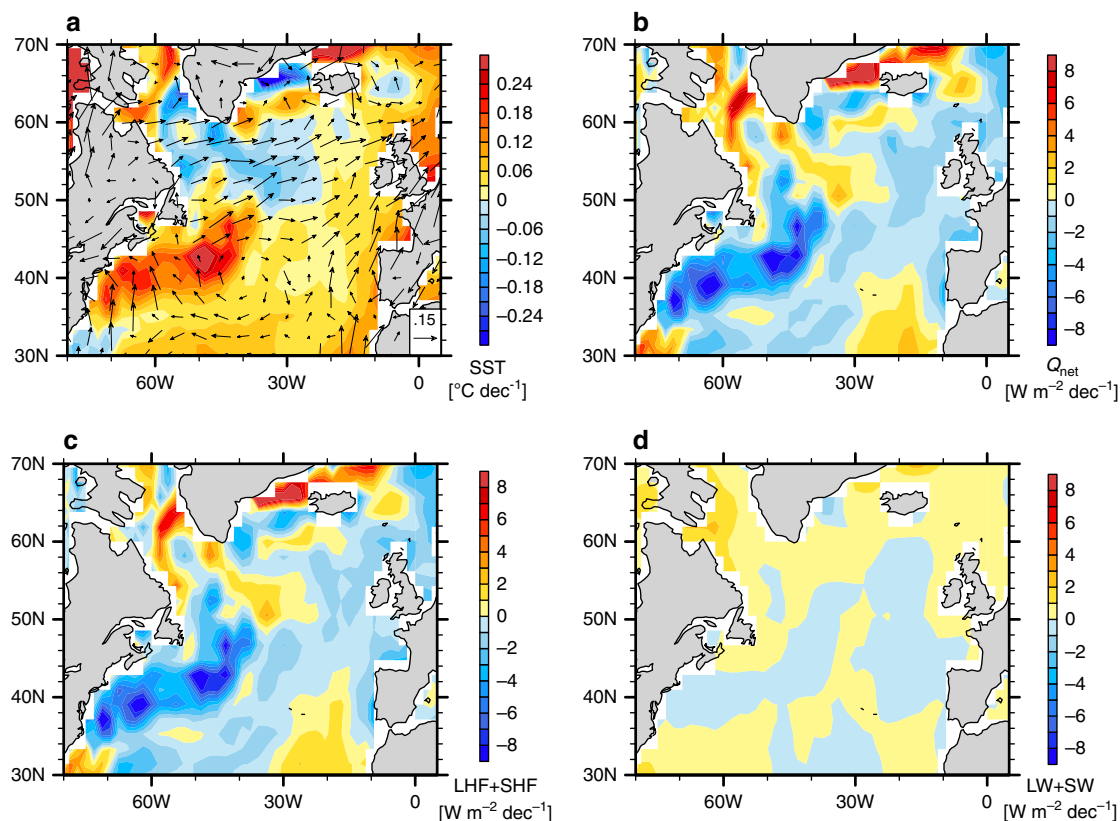 a
70N
60N
50N
40N
30N
60W
30W
0
.15
0.24
0.18
0.12
0.06
0
−0.06
−0.12
−0.18
−0.24
SST
[°C dec⁻¹]
b
70N
60N
50N
40N
30N
60W
30W
0
8
6
4
2
0
−2
−4
−6
−8
Qnet
[W m⁻² dec⁻¹]
c
70N
60N
50N
40N
30N
60W
30W
0
8
6
4
2
0
−2
−4
−6
−8
LHF+SHF
[W m⁻² dec⁻¹]
d
70N
60N
50N
40N
30N
60W
30W
0
8
6
4
2
0
−2
−4
−6
−8
LW+SW
[W m⁻² dec⁻¹]